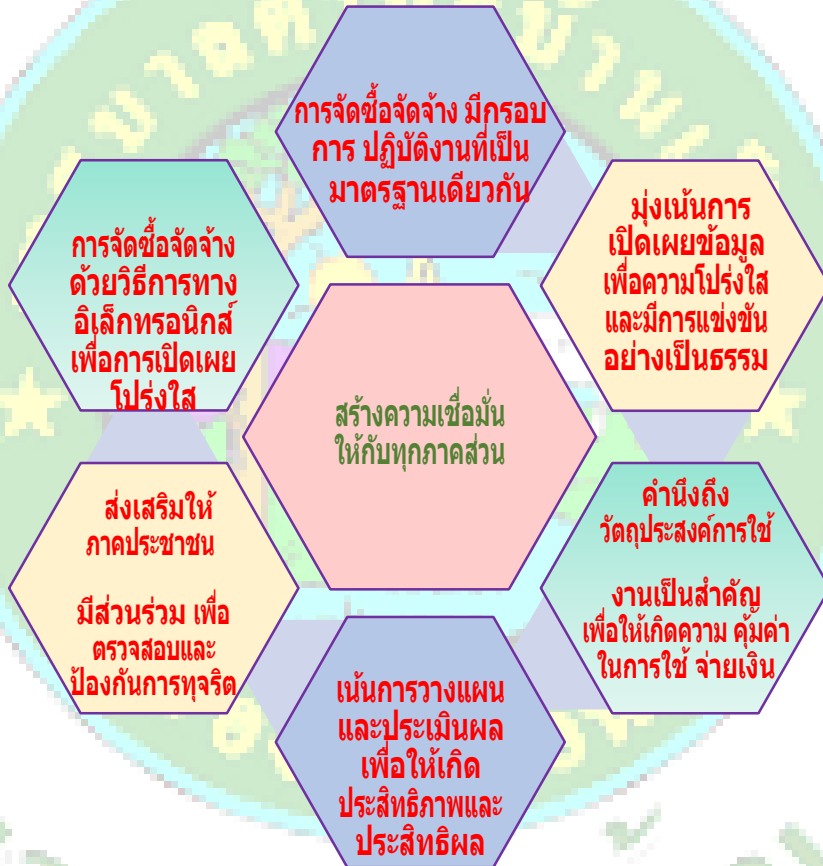 การจัดซื้อจัดจ้าง มีกรอบ
การ ปฏิบัติงานที่เป็น
มาตรฐานเดียวกัน
มุ่งเน้นการ
เปิดเผยข้อมูล
เพื่อความโปร่งใส
และมีการแข่งขัน
อย่างเป็นธรรม
คำนึงถึง
วัตถุประสงค์การใช้
งานเป็นสำคัญ
เพื่อให้เกิดความ คุ้มค่า
ในการใช้ จ่ายเงิน
เน้นการวางแผน
และประเมินผล
เพื่อให้เกิด
ประสิทธิภาพและ
ประสิทธิผล
ส่งเสริมให้
ภาคประชาชน
มีส่วนร่วม เพื่อ
ตรวจสอบและ
ป้องกันการทุจริต
การจัดซื้อจัดจ้าง
ด้วยวิธีการทาง
อิเล็กทรอนิกส์
เพื่อการเปิดเผย
โปร่งใส
สร้างความเชื่อมั่น
ให้กับทุกภาคส่วน